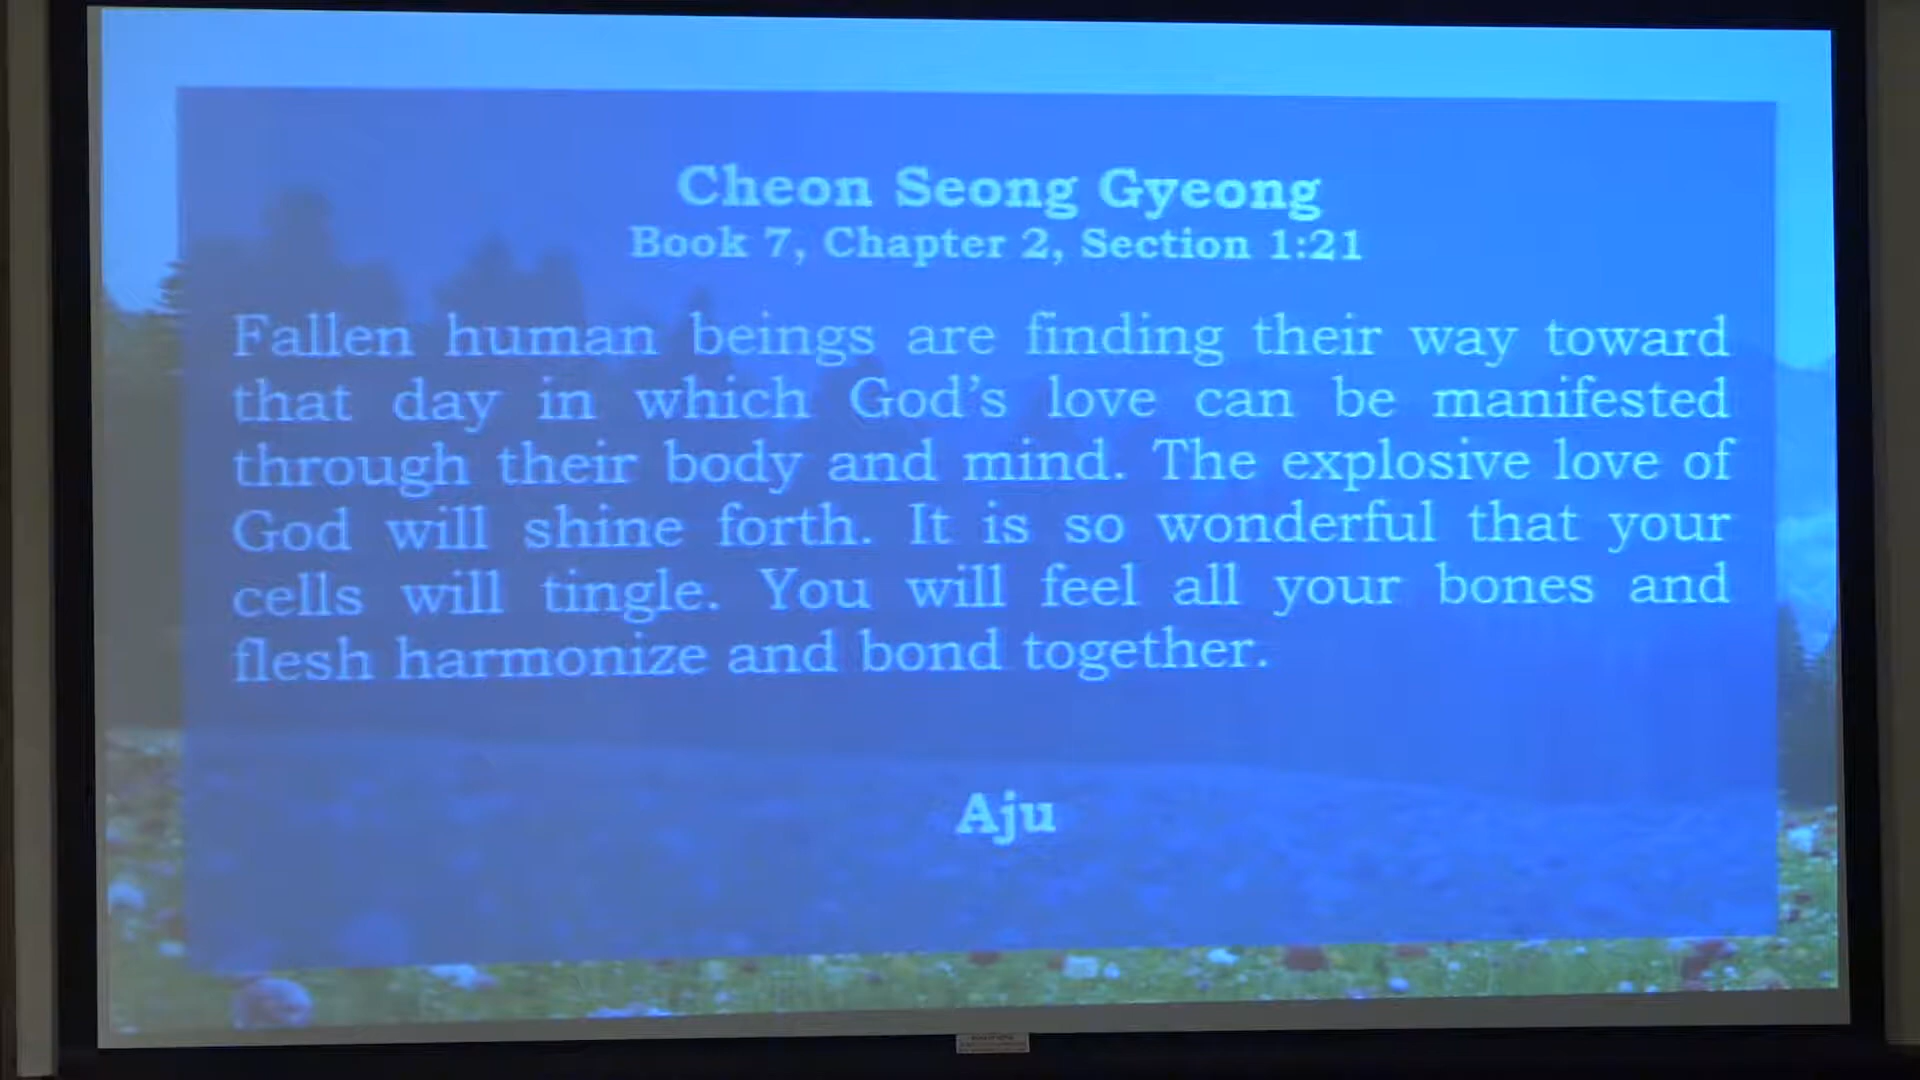 Cheon Seong Gyeong
Book 7, Chapter 2, Section 1:21
Fallen human beings are finding their way toward
that day in which God's love can be manifested
through their body and mind. The explosive love of
God will shine forth. It is so wonderful that your
cells will tingle. You will feel all your bones and
flesh harmonize and bond together.
Aju